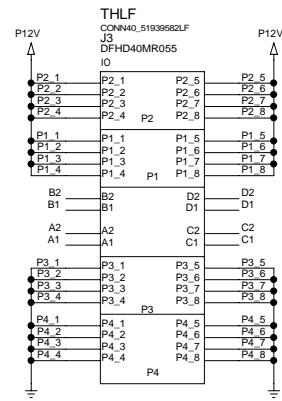 THLF
CONN40_51939582LF
J3
DFHD40MR055
IO
P12V P12V
P2_1 P2_1 P2_5 P2_5
P2_2 P2_2 P2_6 P2_6
P2_3 P2_3 P2_7 P2_7
P2_4 P2_4 P2_8 P2_8
P2
P1_1 P1_1 P1_5 P1_5
P1_2 P1_2 P1_6 P1_6
P1_3 P1_3 P1_7 P1_7
P1_4 P1_4 P1_8 P1_8
P1
B2 B2 D2 D2
B1 B1 D1 D1
A2 A2 C2 C2
A1 A1 C1 C1
P3_1 P3_1 P3_5 P3_5
P3_2 P3_2 P3_6 P3_6
P3_3 P3_3 P3_7 P3_7
P3_4 P3_4 P3_8 P3_8
P3
P4_1 P4_1 P4_5 P4_5
P4_2 P4_2 P4_6 P4_6
P4_3 P4_3 P4_7 P4_7
P4_4 P4_4 P4_8 P4_8
P4